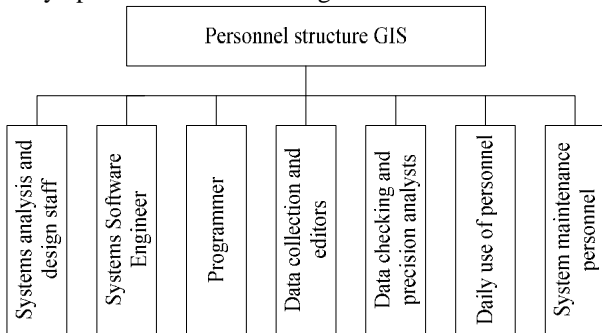 Personnel structure GIS
Systems analysis and
design staff
Systems Software
Engineer
Programmer
Data collection and
editors
Data checking and
precision analysts
Daily use of personnel
System maintenance
personnel